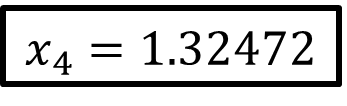 x₄ = 1.32472